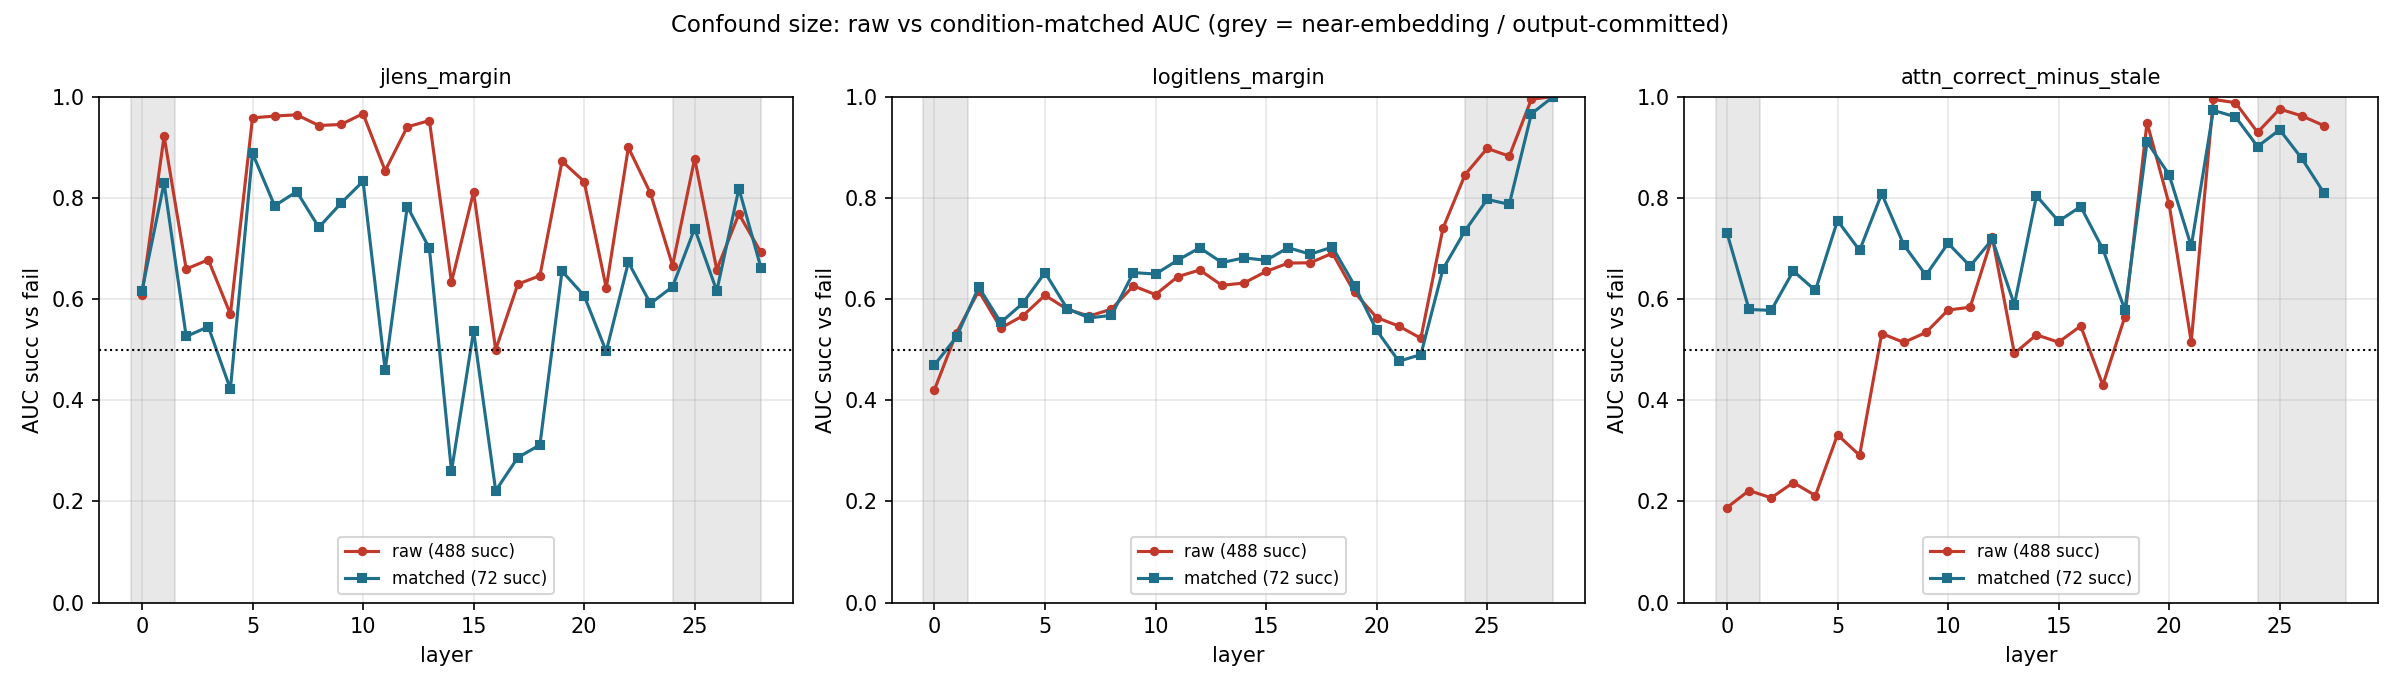 Confound size: raw vs condition-matched AUC (grey = near-embedding / output-committed)
jlens_margin
AUC succ vs fail
1.0
0.8
0.6
0.4
0.2
0.0
0 5 10 15 20 25
layer
raw (488 succ)
matched (72 succ)
logitlens_margin
AUC succ vs fail
1.0
0.8
0.6
0.4
0.2
0.0
0 5 10 15 20 25
layer
raw (488 succ)
matched (72 succ)
attn_correct_minus_stale
AUC succ vs fail
1.0
0.8
0.6
0.4
0.2
0.0
0 5 10 15 20 25
layer
raw (488 succ)
matched (72 succ)